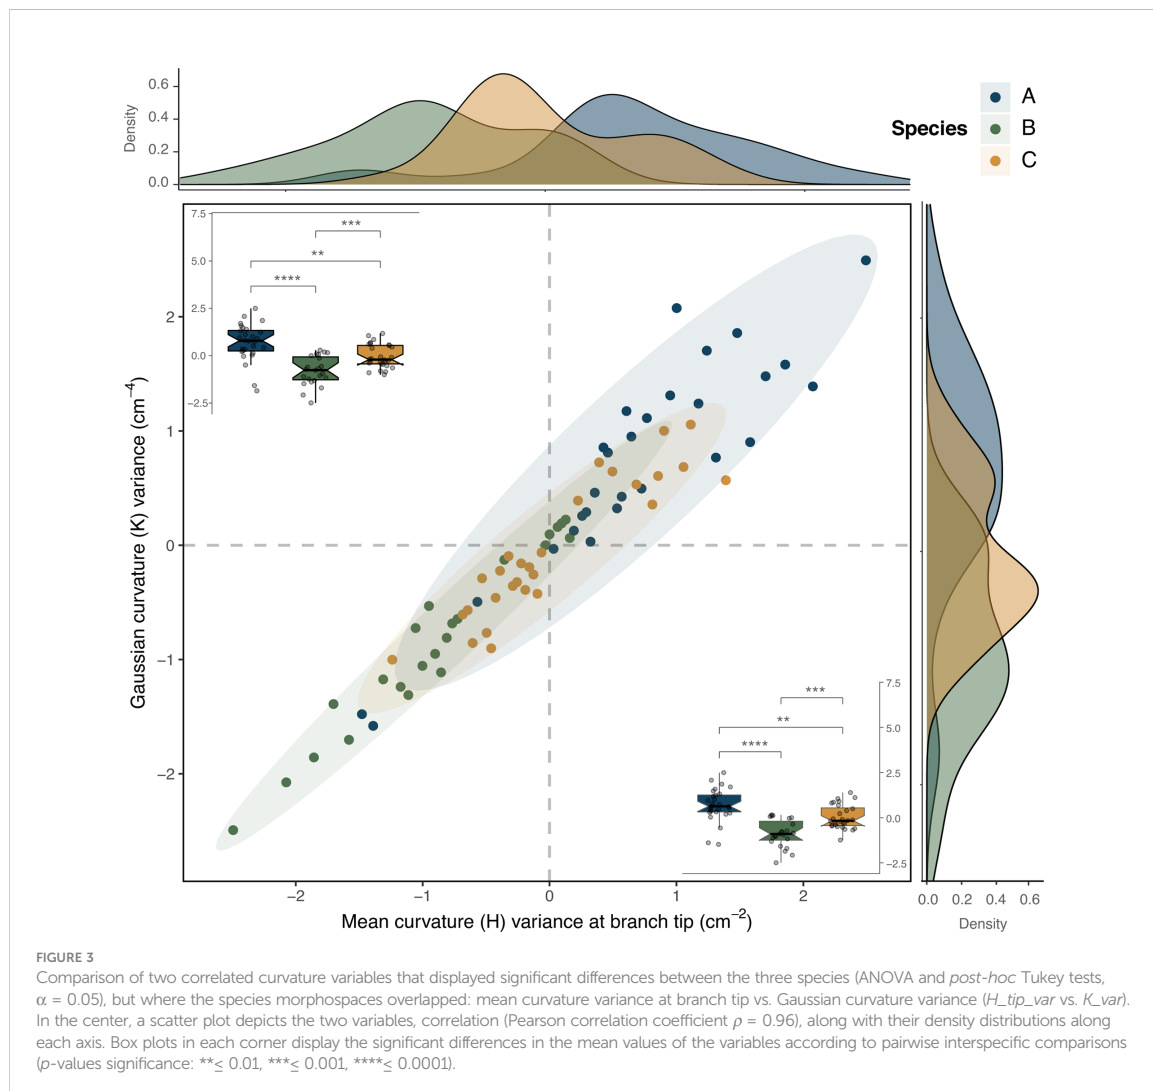 0.6
0.4
0.2
0.0
Density
Species
A
B
C
7.5
5.0
2.5
0.0
−2.5
***
**
****
2
1
0
−1
−2
Gaussian curvature (K) variance (cm−4)
7.5
5.0
2.5
0.0
−2.5
***
**
****
−2 −1 0 1 2
Mean curvature (H) variance at branch tip (cm−2)
0.0 0.2 0.4 0.6
Density
FIGURE 3
Comparison of two correlated curvature variables that displayed significant differences between the three species (ANOVA and post-hoc Tukey tests,
α = 0.05), but where the species morphospaces overlapped: mean curvature variance at branch tip vs. Gaussian curvature variance (H_tip_var vs. K_var).
In the center, a scatter plot depicts the two variables, correlation (Pearson correlation coefficient ρ = 0.96), along with their density distributions along
each axis. Box plots in each corner display the significant differences in the mean values of the variables according to pairwise interspecific comparisons
(p-values significance: **≤ 0.01, ***≤ 0.001, ****≤ 0.0001).